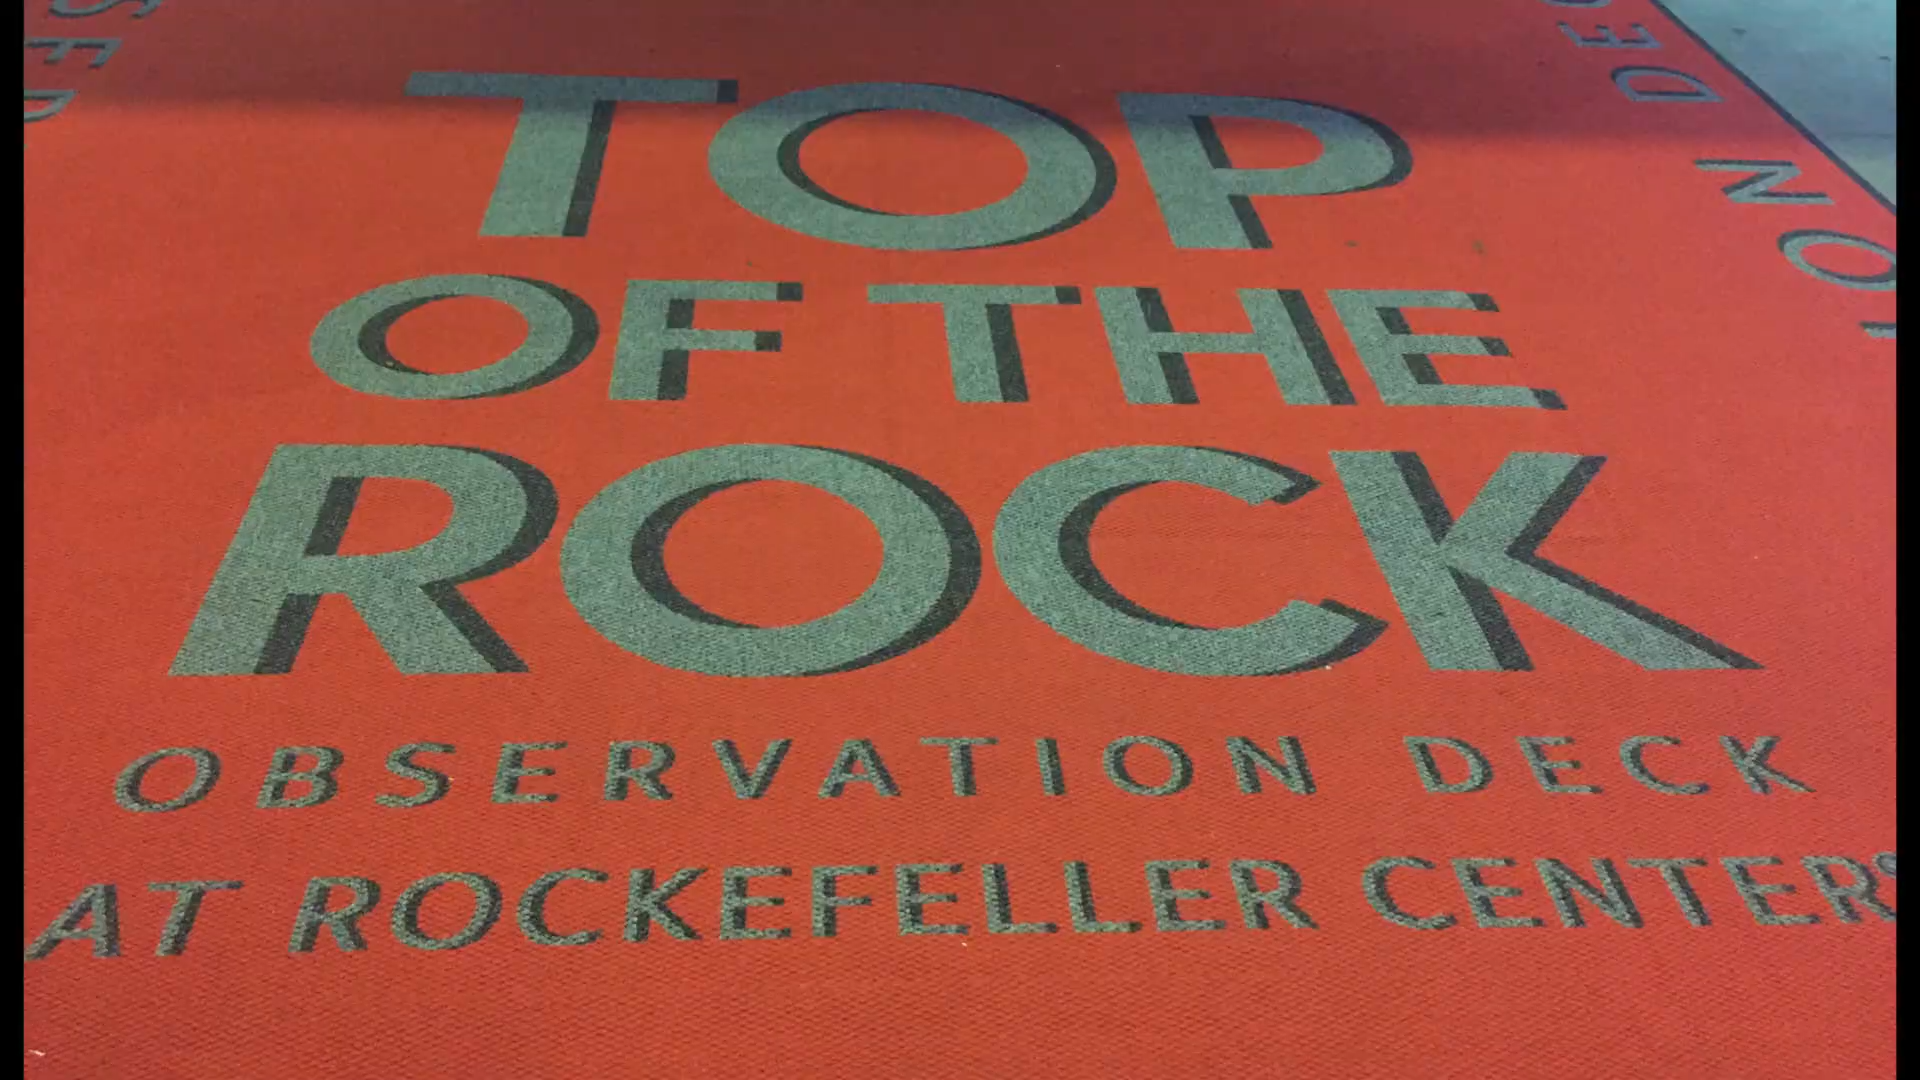 TOP
OF THE
ROCK
OBSERVATION DECK
AT ROCKEFELLER CENTER®